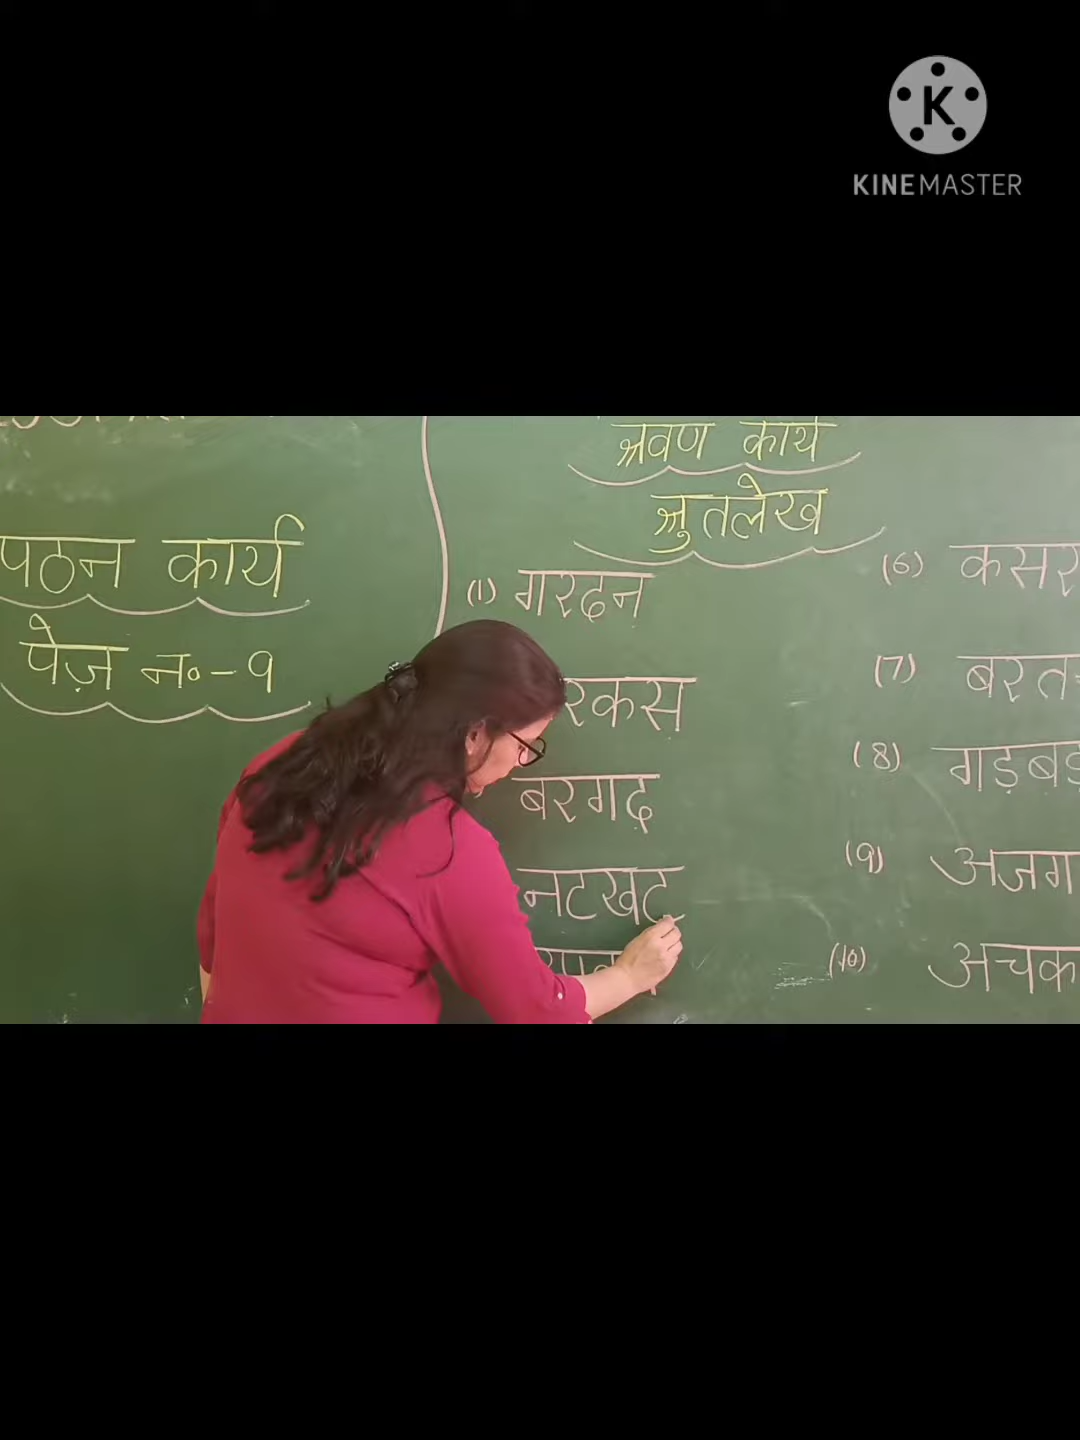 KINEMASTER
पठन कार्य
पेज़ न॰-१
श्रवण कार्य
श्रुतलेख
(1) गरदन
रकस
बरगद
नटखट
(6) कसर
(7) बरत
(8) गड़बड़
(9) अजग
(10) अचक